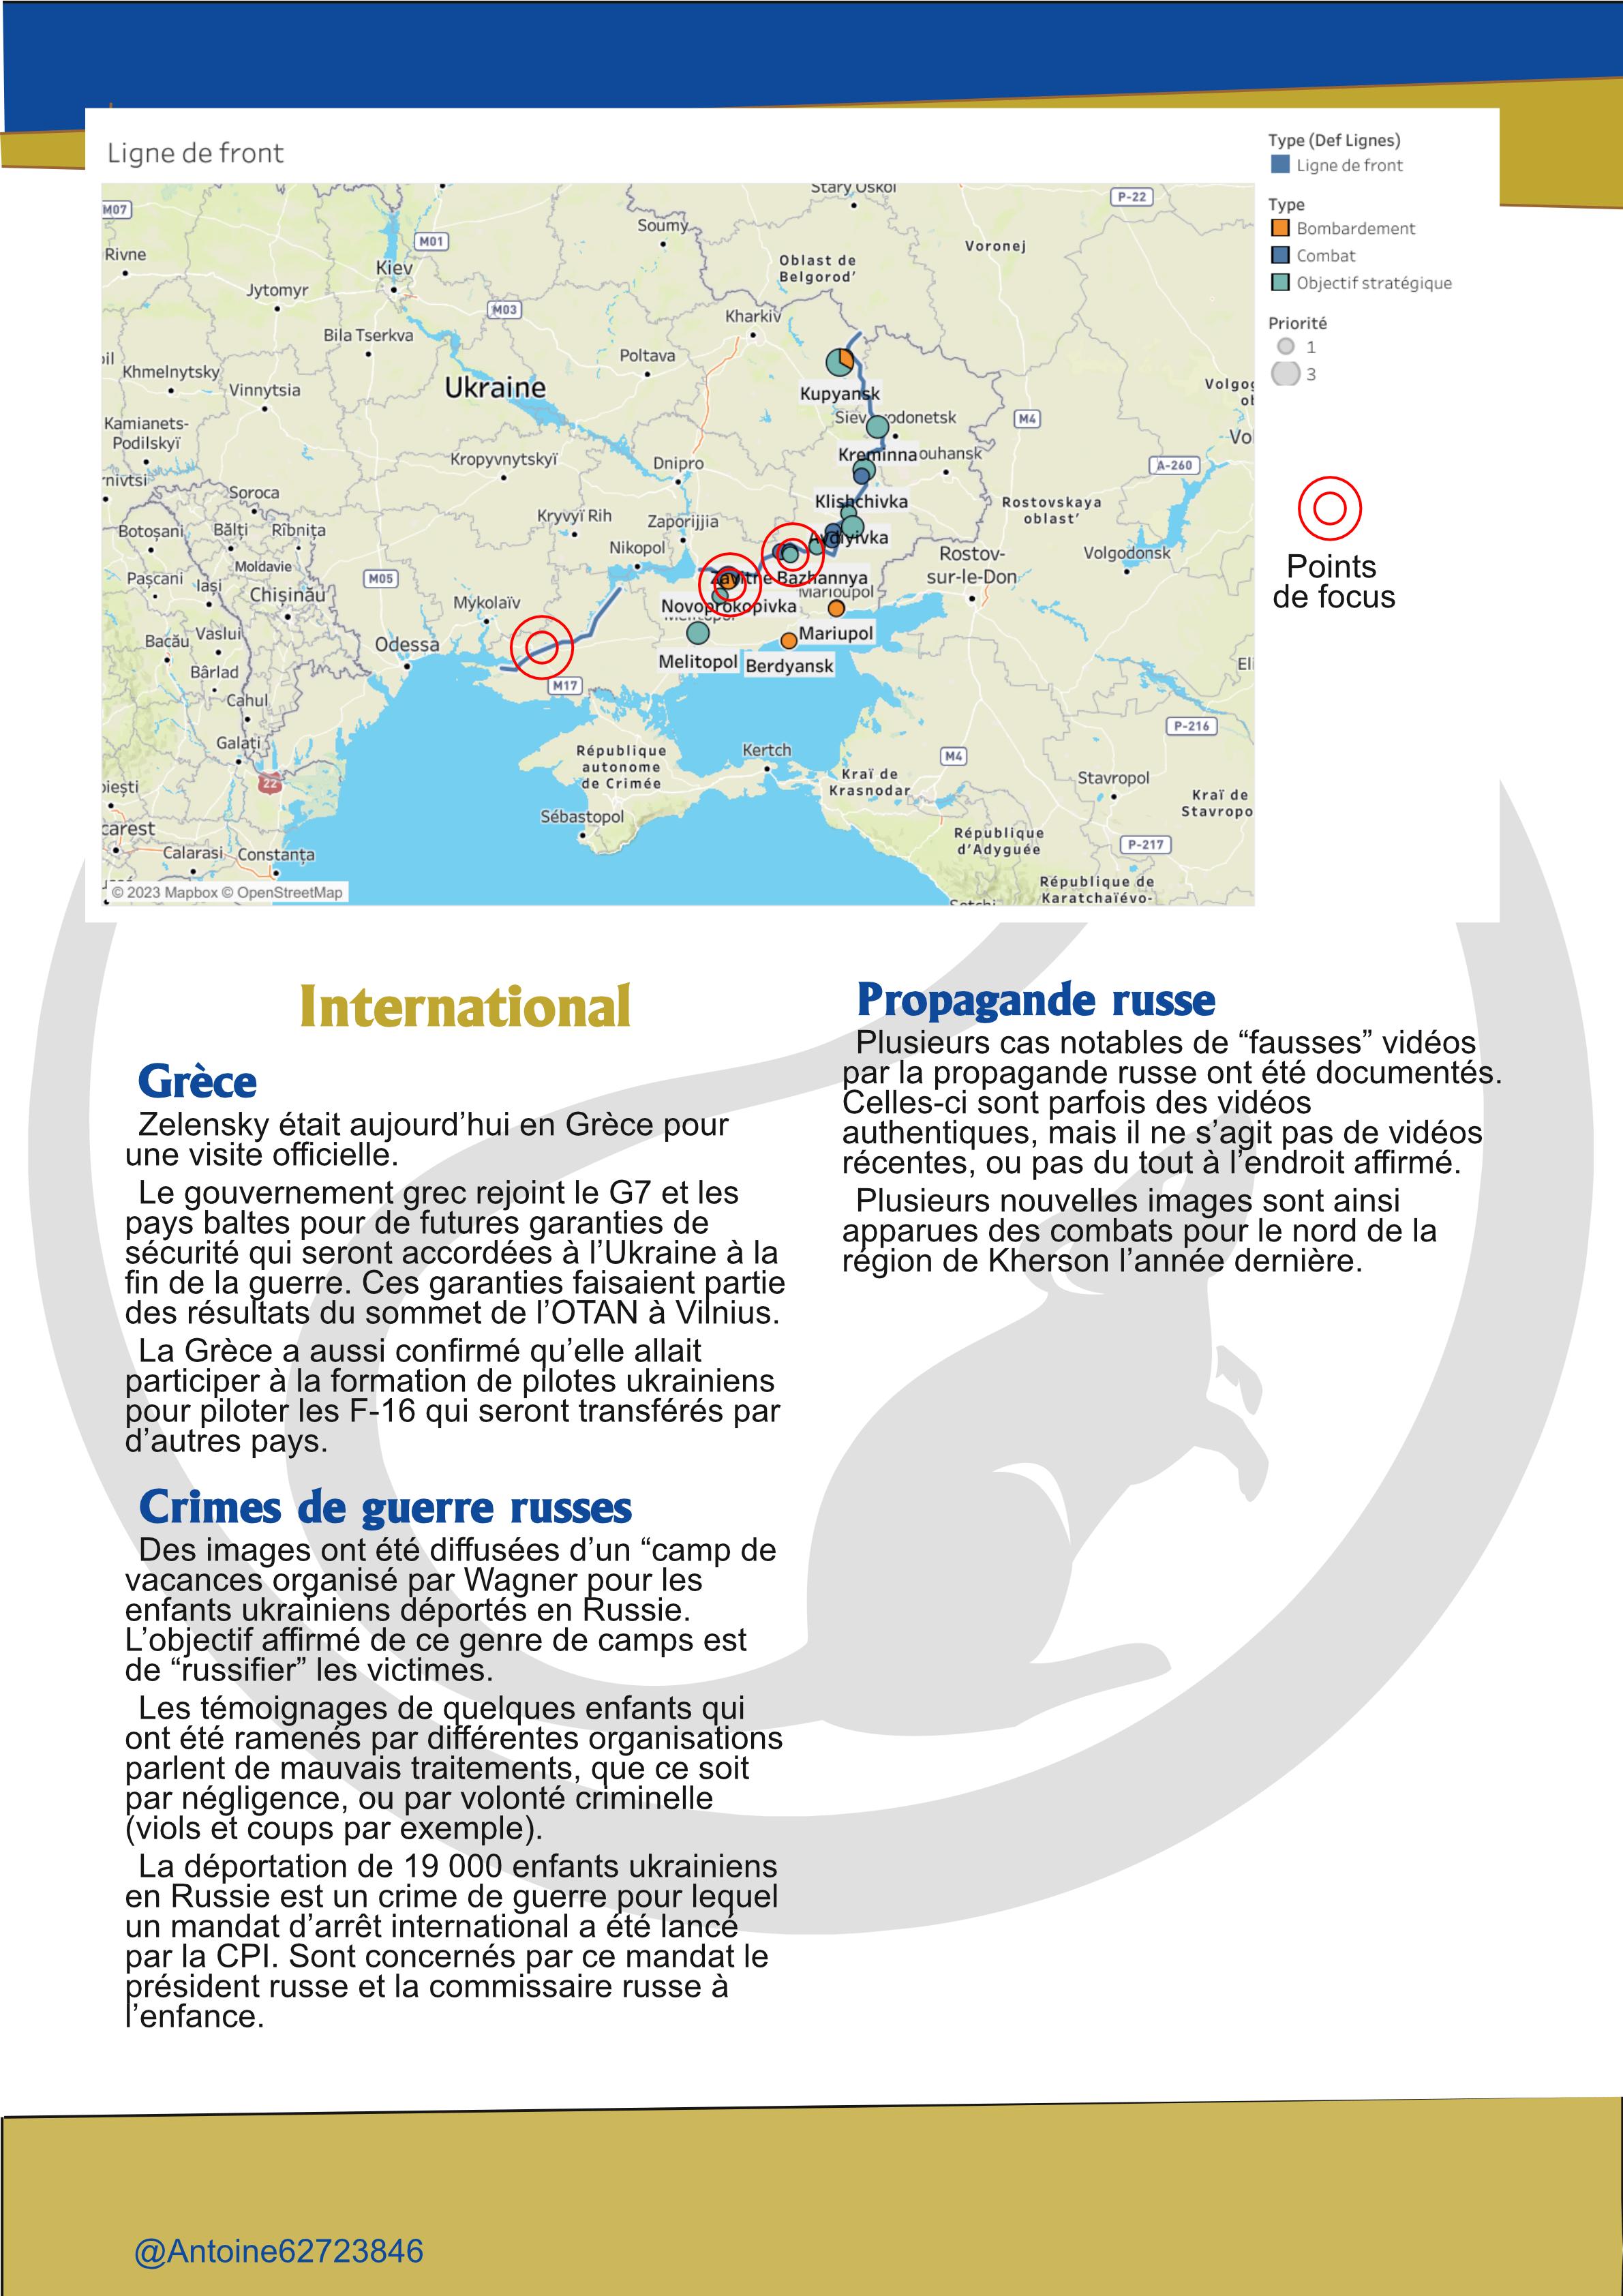 Ligne de front
Type (Def Lignes)
Ligne de front
Type
Bombardement
Combat
Objectif stratégique
Priorité
1
3
Points
de focus
Stary Oskol
P-22
M07
Soumy
M01
Voronej
Rivne
Oblast de
Belgorod'
Kiev
Jytomyr
M03
Kharkiv
Bila Tserkva
Poltava
Khmelnytsky
Vinnytsia
Ukraine
Kupyansk
Kamianets-
Podilskyï
M4
Kreminna
Kropyvnytskyï
Dnipro
A-260
Soroca
Klishchivka
Rostovskaya
oblast'
Kryvyï Rih
Zaporijjia
Botoșani
Bălți
Rîbnița
Avdiyivka
Nikopol
Rostov-
sur-le-Don
Volgodonsk
Moldavie
Pașcani
Iași
M05
Zavitne Bazhannya
Chișinău
Marioupol
Mykolaïv
Novoprokopivka
Bacău
Vaslui
Odessa
Mariupol
Melitopol
Berdyansk
Bârlad
M17
Cahul
P-216
Galați
République
autonome
de Crimée
Kertch
M4
Kraï de
Krasnodar
Stavropol
22
Kraï de
Sébastopol
République
d'Adyguée
P-217
Calarasi
Constanța
République de
Karatchaïévo-
© 2023 Mapbox © OpenStreetMap
International
Grèce
Zelensky était aujourd’hui en Grèce pour
une visite officielle.
Le gouvernement grec rejoint le G7 et les
pays baltes pour de futures garanties de
sécurité qui seront accordées à l’Ukraine à la
fin de la guerre. Ces garanties faisaient partie
des résultats du sommet de l’OTAN à Vilnius.
La Grèce a aussi confirmé qu’elle allait
participer à la formation de pilotes ukrainiens
pour piloter les F-16 qui seront transférés par
d’autres pays.
Crimes de guerre russes
Des images ont été diffusées d’un “camp de
vacances organisé par Wagner pour les
enfants ukrainiens déportés en Russie.
L’objectif affirmé de ce genre de camps est
de “russifier” les victimes.
Les témoignages de quelques enfants qui
ont été ramenés par différentes organisations
parlent de mauvais traitements, que ce soit
par négligence, ou par volonté criminelle
(viols et coups par exemple).
La déportation de 19 000 enfants ukrainiens
en Russie est un crime de guerre pour lequel
un mandat d’arrêt international a été lancé
par la CPI. Sont concernés par ce mandat le
président russe et la commissaire russe à
l’enfance.
Propagande russe
Plusieurs cas notables de “fausses” vidéos
par la propagande russe ont été documentés.
Celles-ci sont parfois des vidéos
authentiques, mais il ne s’agit pas de vidéos
récentes, ou pas du tout à l’endroit affirmé.
Plusieurs nouvelles images sont ainsi
apparues des combats pour le nord de la
région de Kherson l’année dernière.
@Antoine62723846